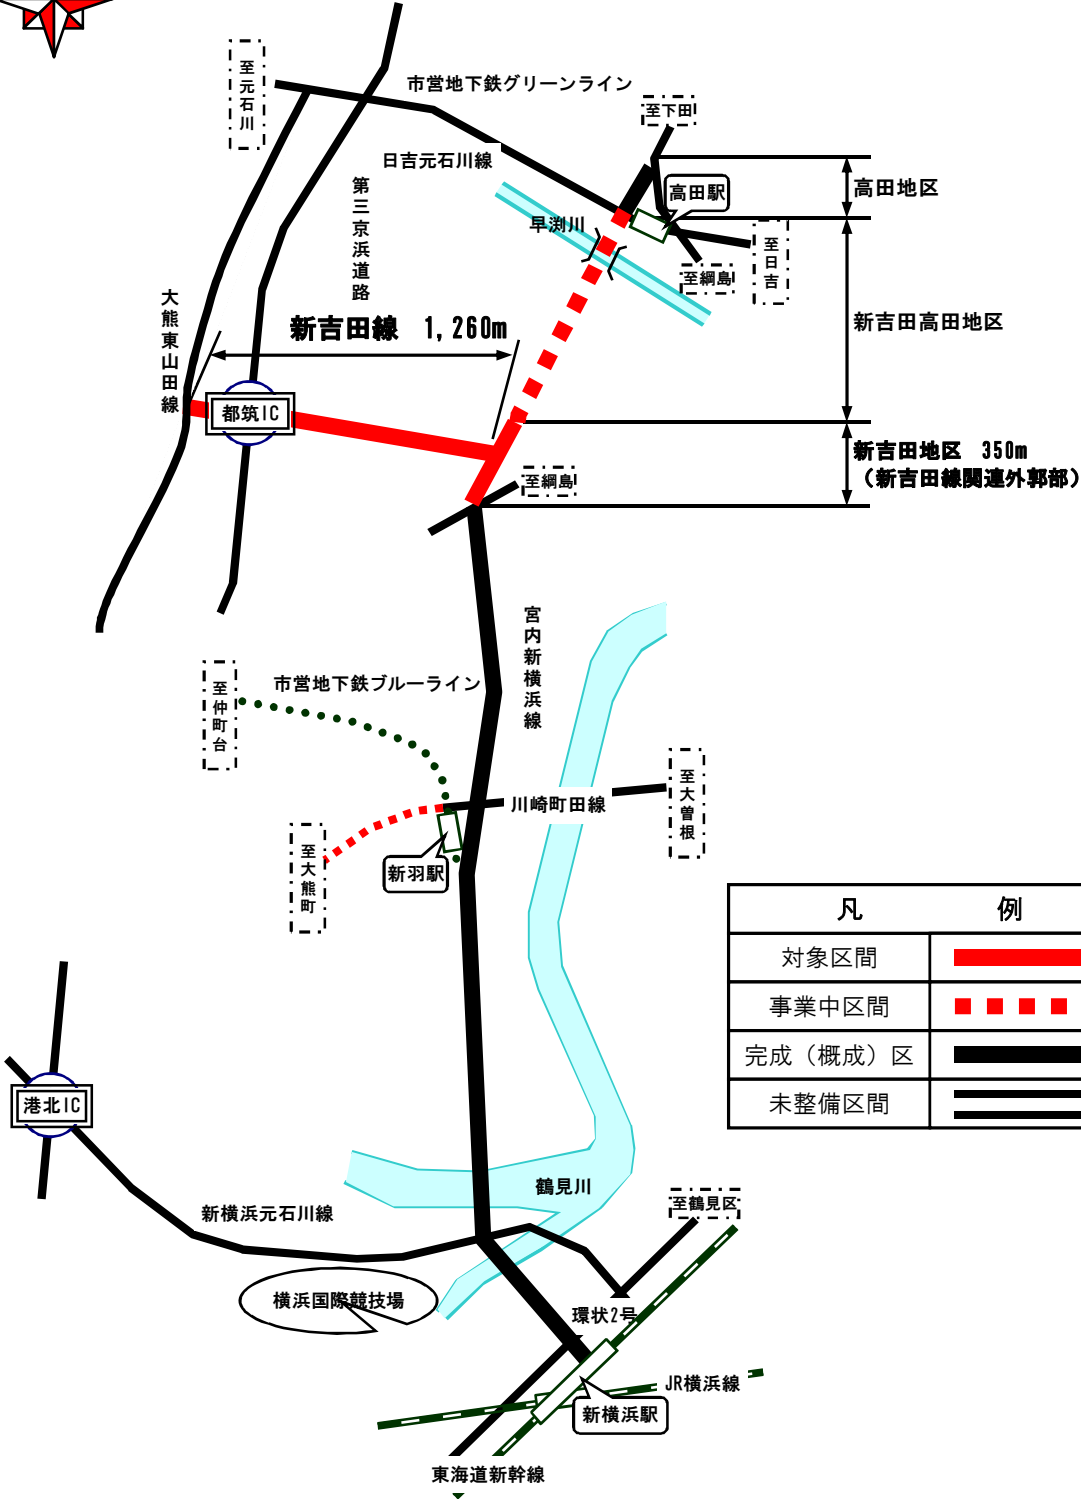 至元石川
市営地下鉄グリーンライン
至下田
日吉元石川線
高田駅
高田地区
第三京浜道路
早渕川
至日吉
至綱島
大熊東山田線
新吉田線 1,260m
新吉田高田地区
都筑IC
新吉田地区 350m
(新吉田線関連外郭部)
至綱島
宮内新横浜線
至仲町台
市営地下鉄ブルーライン
至大曽根
川崎町田線
至大熊町
新羽駅
凡 例
対象区間
事業中区間
完成(概成)区
未整備区間
港北IC
鶴見川
至鶴見区
新横浜元石川線
横浜国際競技場
環状2号
JR横浜線
新横浜駅
東海道新幹線